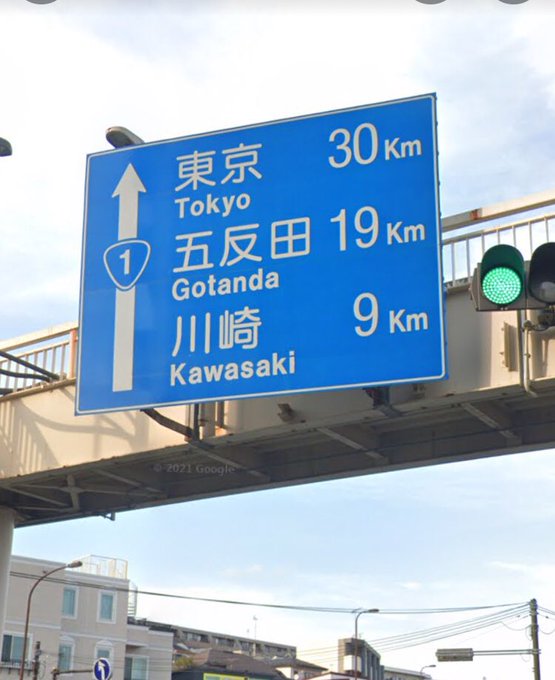 東京 30 Km
Tokyo
五反田 19 Km
Gotanda
1
川崎 9 Km
Kawasaki
© 2021 Google